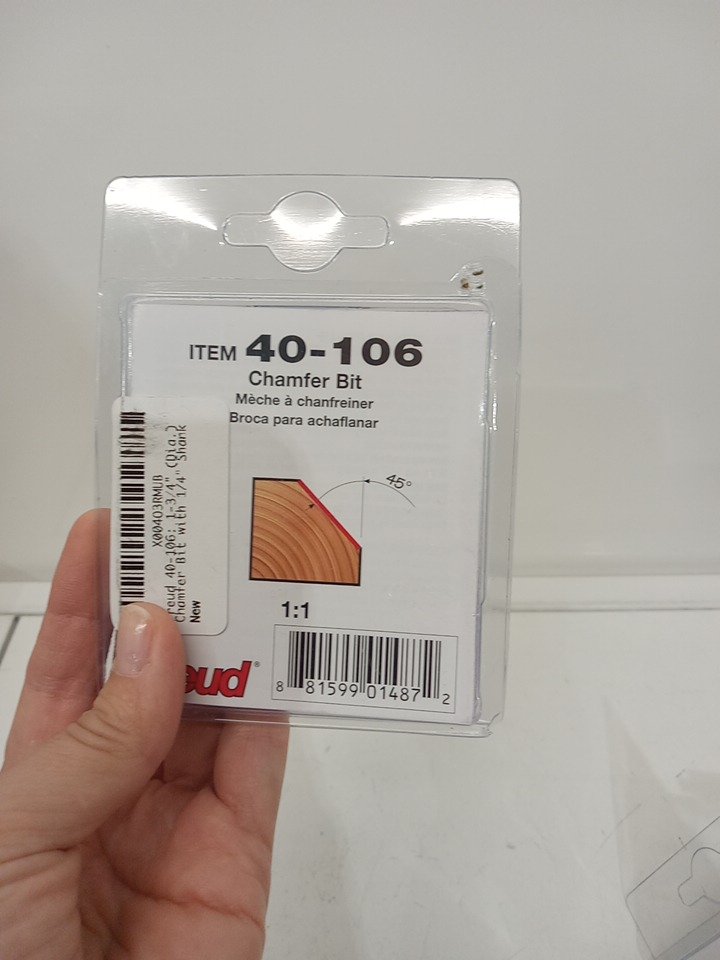 ITEM 40-106
Chamfer Bit
Mèche à chanfreiner
Broca para achaflanar
45°
1:1
eud®
8 81599 01487 2
X00403RMUB
reud 40-106: 1-3/4" (Dia.)
Chamfer Bit with 1/4" Shank
New